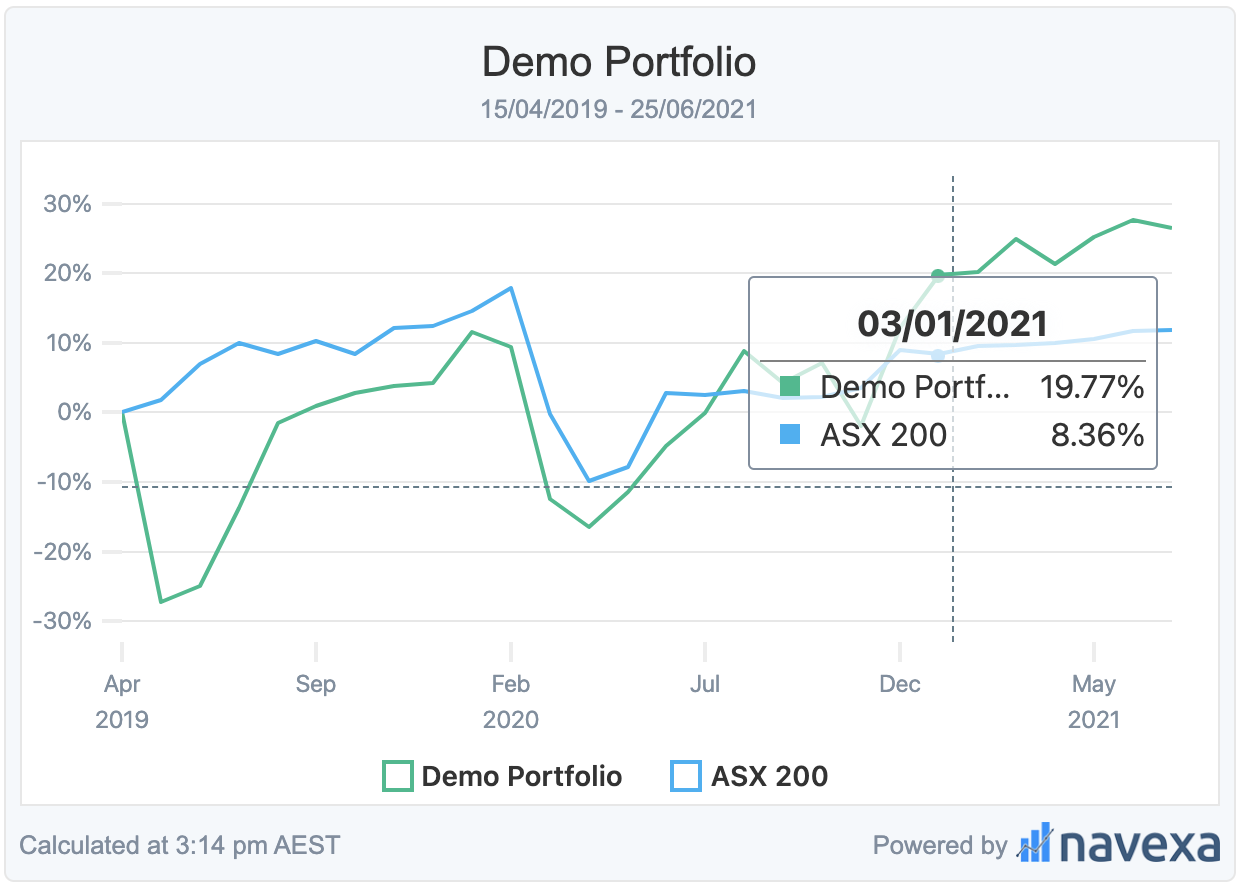 Demo Portfolio
15/04/2019 - 25/06/2021
30%
20%
10%
0%
-10%
-20%
-30%
03/01/2021
Demo Portf... 19.77%
ASX 200 8.36%
Apr Sep Feb Jul Dec May
2019 2020 2021
Demo Portfolio ASX 200
Calculated at 3:14 pm AEST Powered by navexa